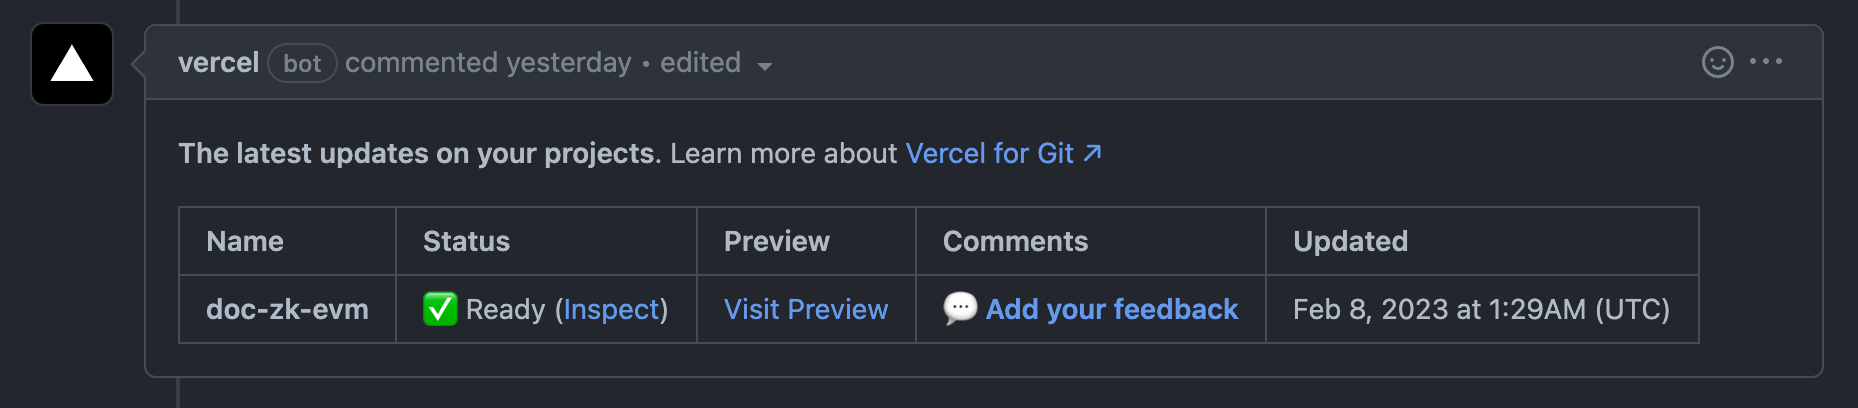 vercel bot commented yesterday • edited
The latest updates on your projects. Learn more about Vercel for Git ↗
Name Status Preview Comments Updated
doc-zk-evm ✅ Ready (Inspect) Visit Preview 💬 Add your feedback Feb 8, 2023 at 1:29AM (UTC)